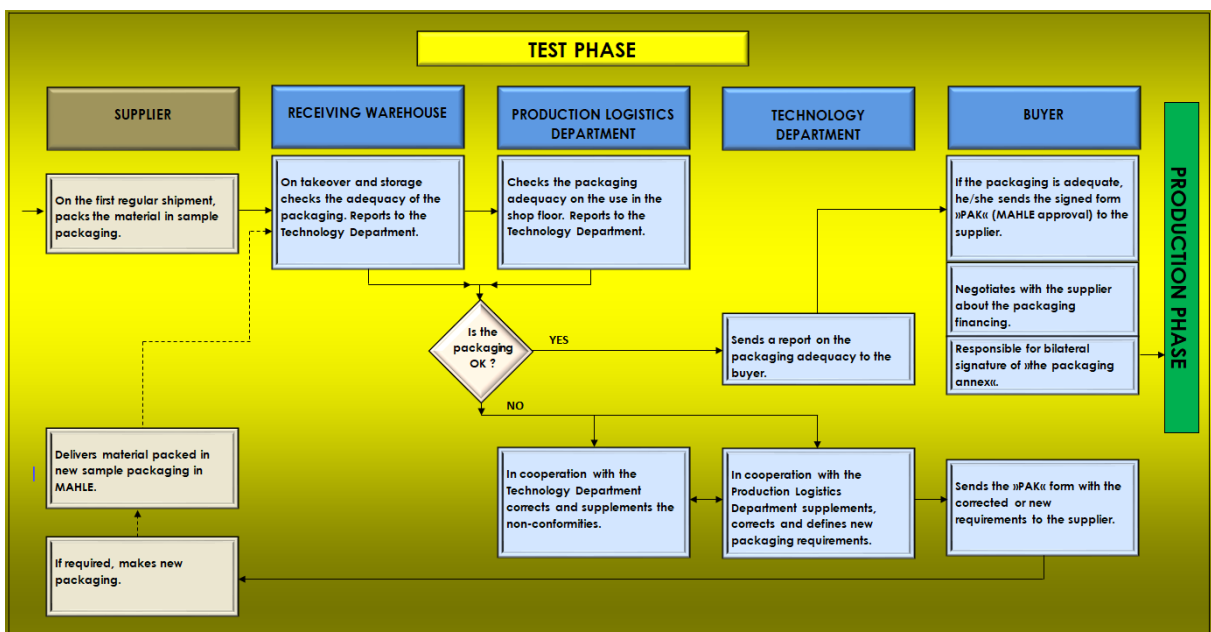 TEST PHASE
SUPPLIER
RECEIVING WAREHOUSE
PRODUCTION LOGISTICS
DEPARTMENT
TECHNOLOGY
DEPARTMENT
BUYER
PRODUCTION PHASE
On the first regular shipment,
packs the material in sample
packaging.
On takeover and storage
checks the adequacy of the
packaging. Reports to the
Technology Department.
Checks the packaging
adequacy on the use in the
shop floor. Reports to the
Technology Department.
If the packaging is adequate,
he/she sends the signed form
»PAK« (MAHLE approval) to the
supplier.
Negotiates with the supplier
about the packaging
financing.
Responsible for bilateral
signature of »the packaging
annex«.
Is the
packaging
OK ?
YES
Sends a report on the
packaging adequacy to the
buyer.
NO
Delivers material packed in
new sample packaging in
MAHLE.
In cooperation with the
Technology Department
corrects and supplements the
non-conformities.
In cooperation with the
Production Logistics
Department supplements,
corrects and defines new
packaging requirements.
Sends the »PAK« form with the
corrected or new
requirements to the supplier.
If required, makes new
packaging.